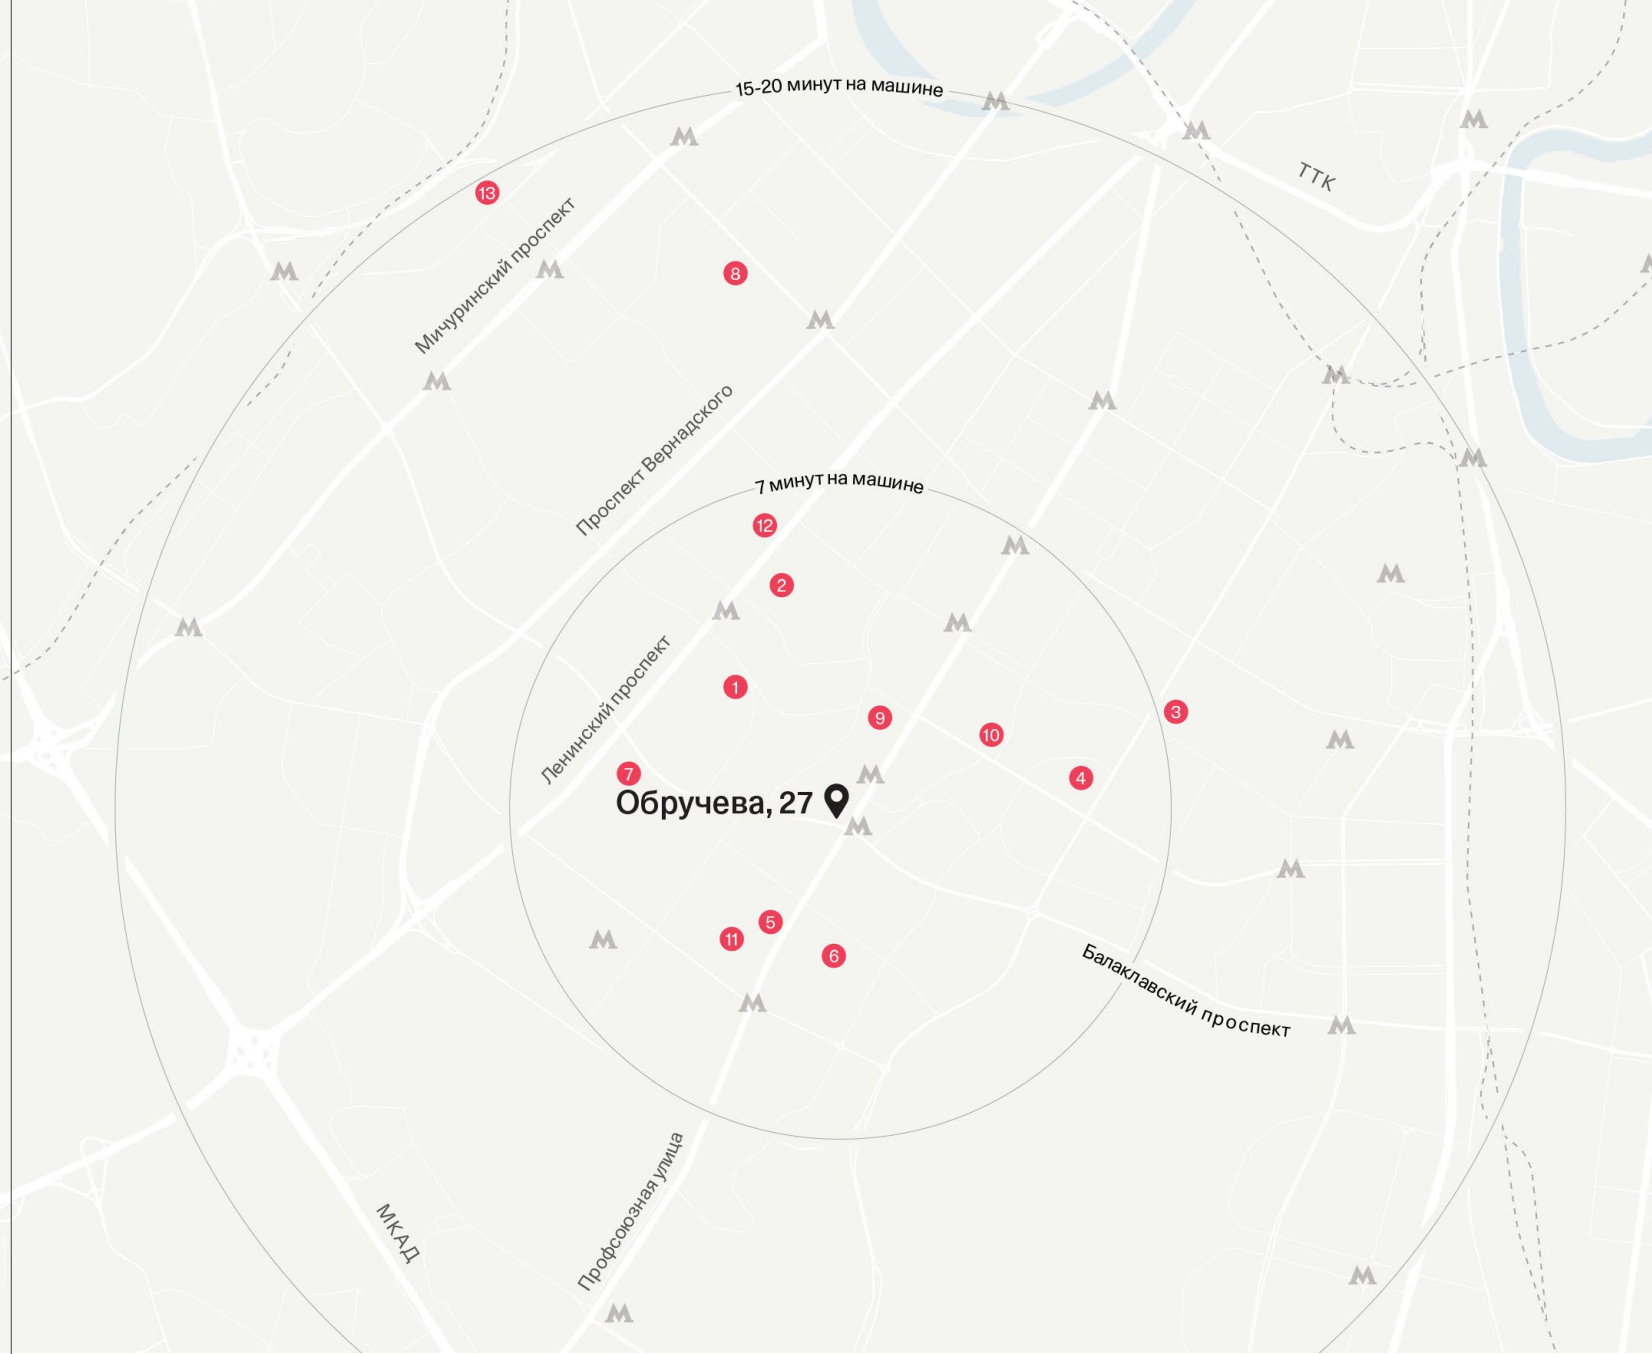 15-20 минут на машине
ТТК
13
Мичуринский проспект
8
Проспект Вернадского
7 минут на машине
12
2
Ленинский проспект
1
9
10
3
7
4
Обручева, 27
5
11
6
Балаклавский проспект
Профсоюзная улица
МКАД